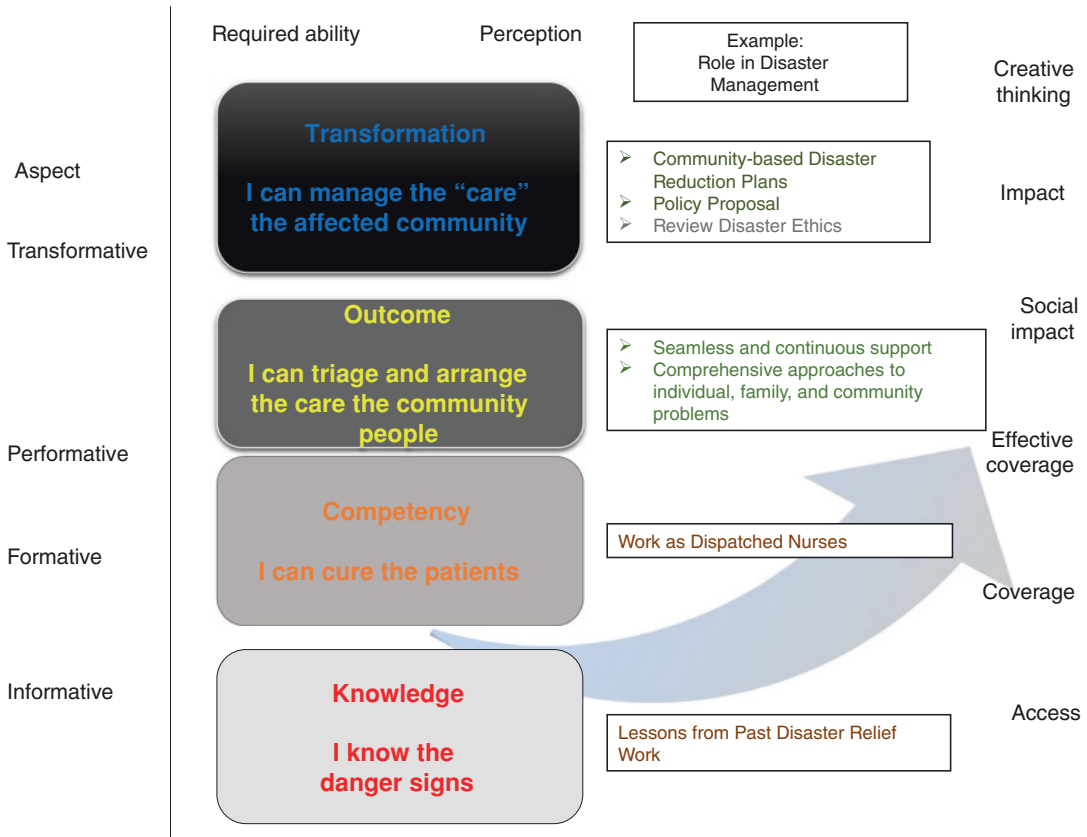 Required ability
Perception
Example:
Role in Disaster
Management
Creative
thinking
Aspect
Transformation
I can manage the “care”
the affected community
➢ Community-based Disaster
Reduction Plans
➢ Policy Proposal
➢ Review Disaster Ethics
Impact
Transformative
Social
impact
Outcome
I can triage and arrange
the care the community
people
➢ Seamless and continuous support
➢ Comprehensive approaches to
individual, family, and community
problems
Performative
Effective
coverage
Competency
I can cure the patients
Work as Dispatched Nurses
Formative
Coverage
Informative
Knowledge
I know the
danger signs
Lessons from Past Disaster Relief
Work
Access